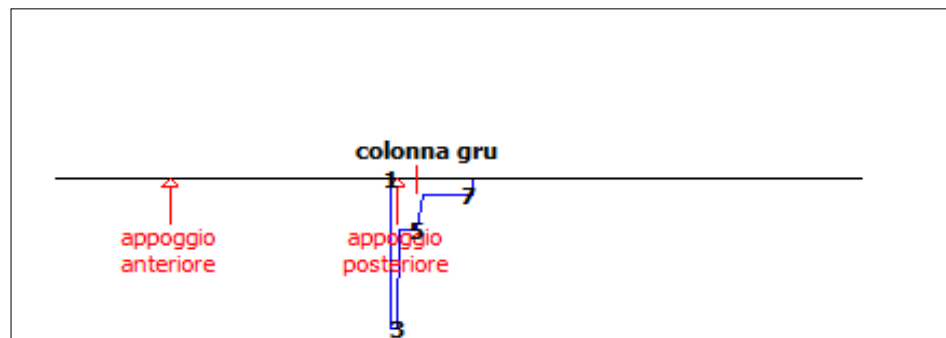 colonna gru
1
7
5
appoggio
anteriore
appoggio
posteriore
3